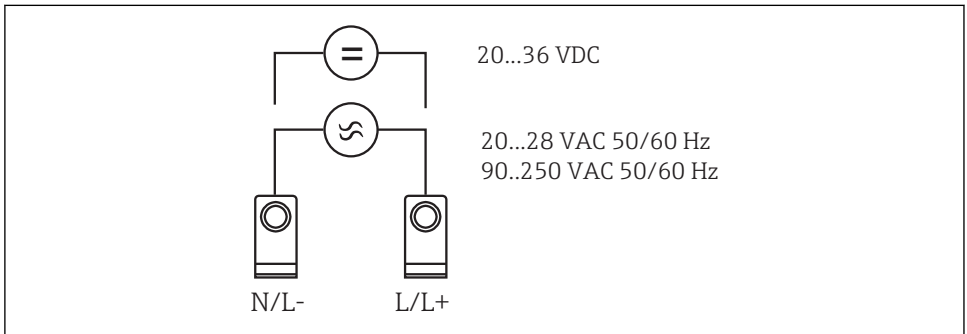 20...36 VDC
20...28 VAC 50/60 Hz
90..250 VAC 50/60 Hz
N/L- L/L+